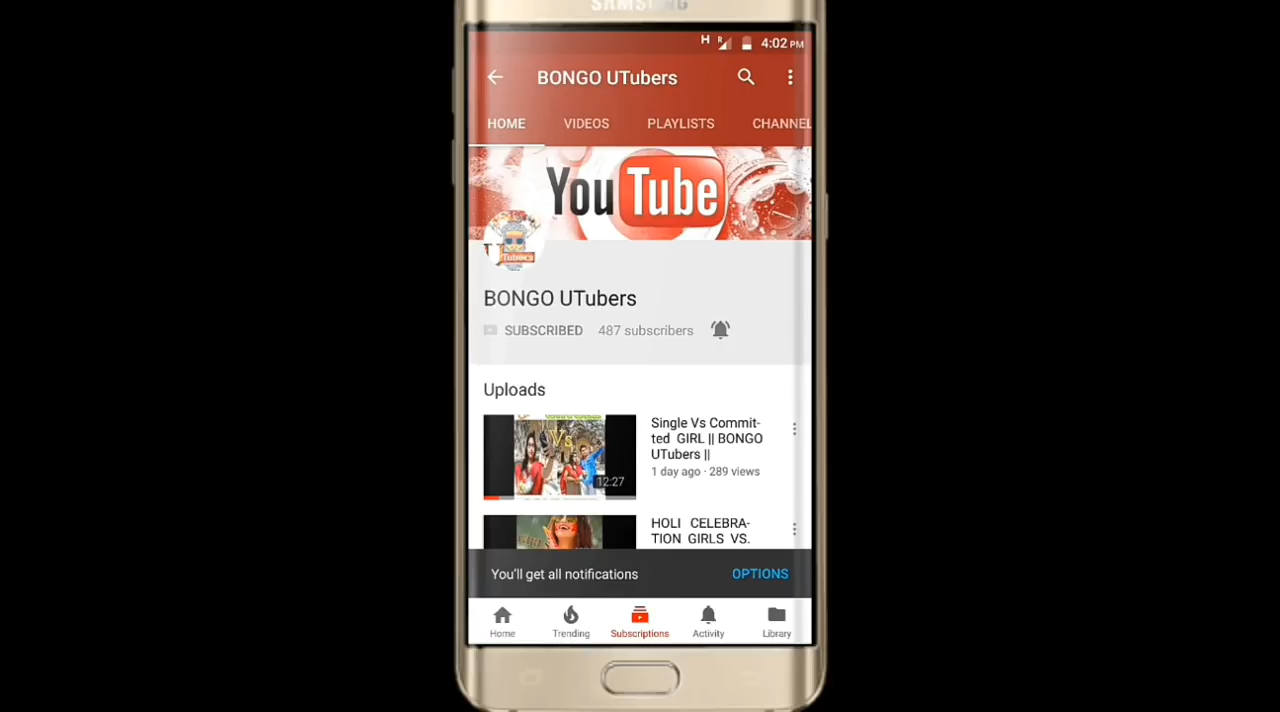 SAMSUNG
H R 4:02 PM
BONGO UTubers
HOME VIDEOS PLAYLISTS CHANNEL
YouTube
UTubers
BONGO UTubers
SUBSCRIBED 487 subscribers
Uploads
Single Vs Commit-
ted GIRL || BONGO
UTubers ||
1 day ago · 289 views
Vs
12:27
HOLI CELEBRA-
TION GIRLS VS.
You'll get all notifications OPTIONS
Home Trending Subscriptions Activity Library